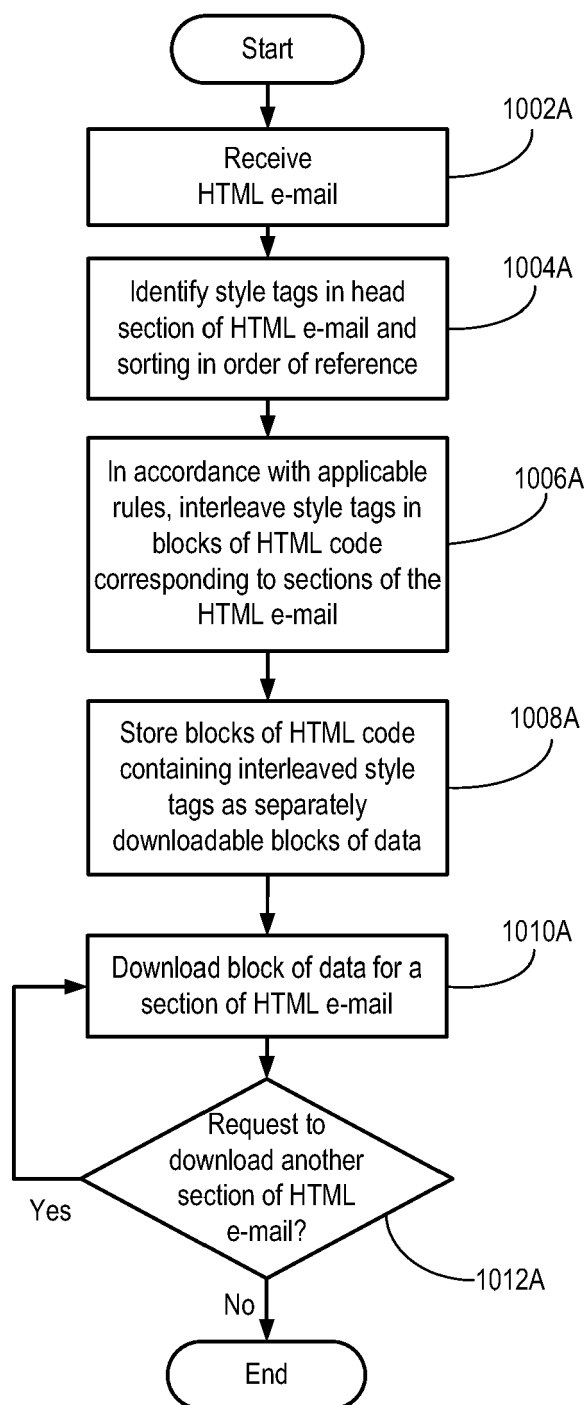 Start
1002A
Receive
HTML e-mail
1004A
Identify style tags in head
section of HTML e-mail and
sorting in order of reference
1006A
In accordance with applicable
rules, interleave style tags in
blocks of HTML code
corresponding to sections of the
HTML e-mail
1008A
Store blocks of HTML code
containing interleaved style
tags as separately
downloadable blocks of data
1010A
Download block of data for a
section of HTML e-mail
Request to
download another
section of HTML
e-mail?
Yes
1012A
No
End